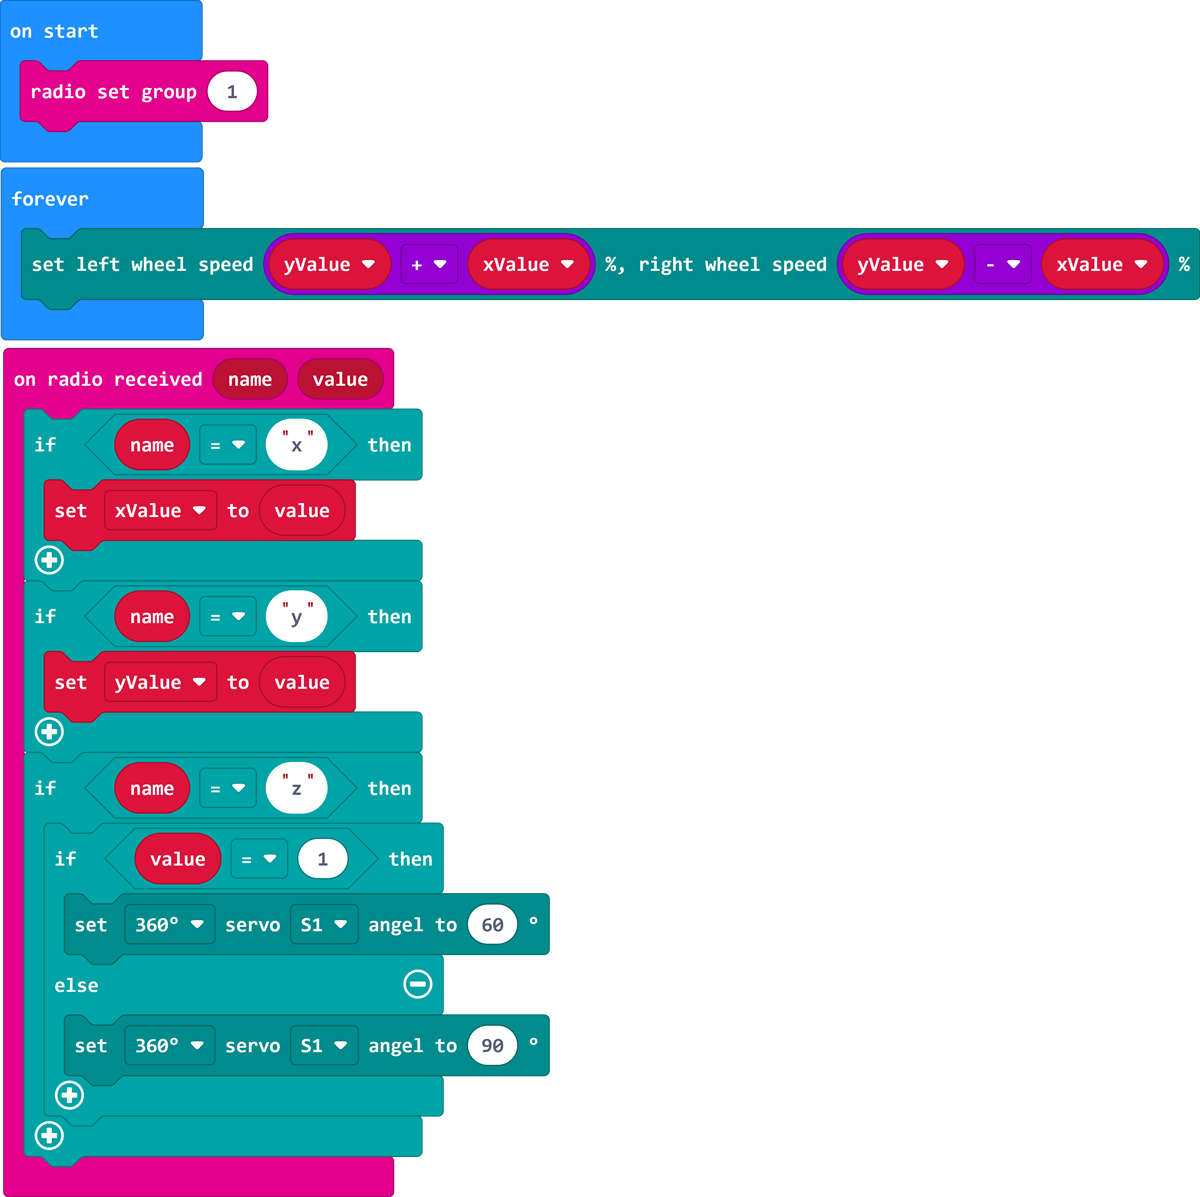 on start
radio set group 1
forever
set left wheel speed yValue + xValue %, right wheel speed yValue - xValue %
on radio received name value
if name = "x" then
set xValue to value
if name = "y" then
set yValue to value
if name = "z" then
if value = 1 then
set 360° servo S1 angel to 60 °
else
set 360° servo S1 angel to 90 °